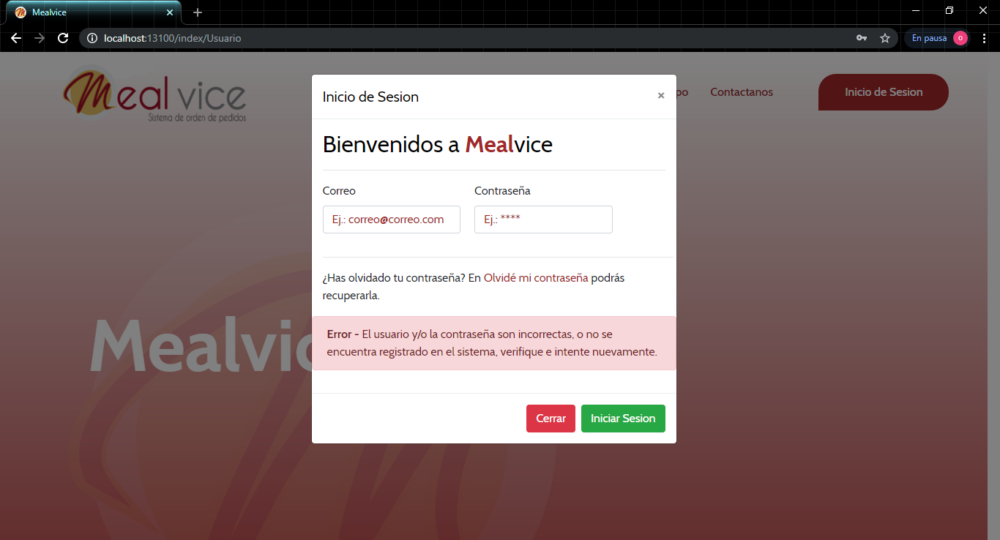 Mealvice
localhost:13100/index/Usuario
En pausa
o
Meal vice
Sistema de orden de pedidos
po
Contactanos
Inicio de Sesion
Inicio de Sesion
×
Bienvenidos a Mealvice
Correo
Contraseña
Ej.: correo@correo.com
Ej.: ****
¿Has olvidado tu contraseña? En Olvidé mi contraseña podrás
recuperarla.
Mealvic
Error - El usuario y/o la contraseña son incorrectas, o no se
encuentra registrado en el sistema, verifique e intente nuevamente.
Cerrar
Iniciar Sesion